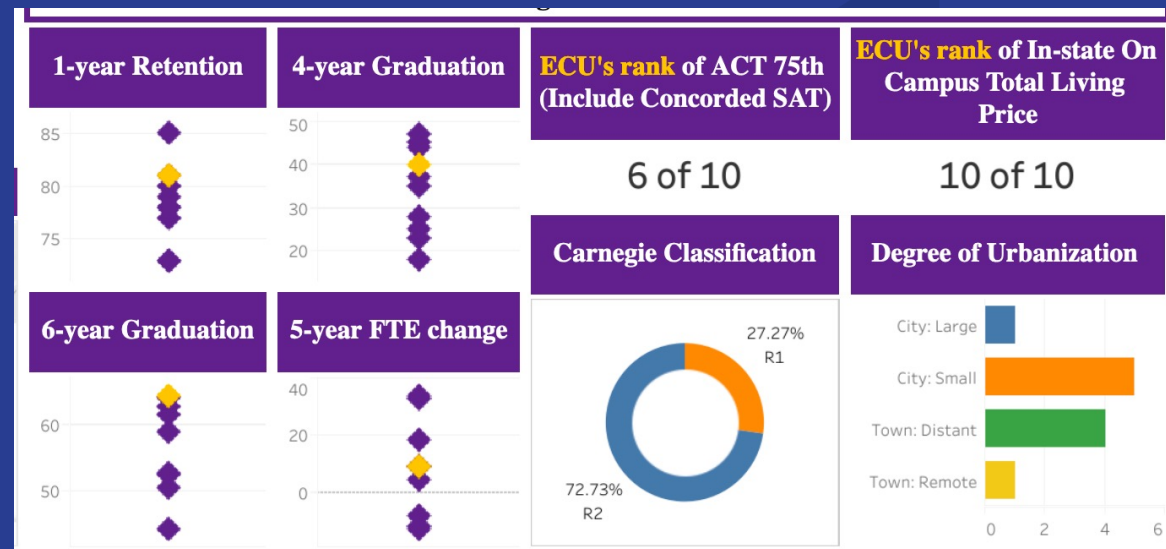 1-year Retention
4-year Graduation
ECU's rank of ACT 75th
(Include Concorded SAT)
ECU's rank of In-state On
Campus Total Living
Price
85
80
75
50
40
30
20
6 of 10
10 of 10
Carnegie Classification
Degree of Urbanization
6-year Graduation
5-year FTE change
60
50
40
20
0
27.27%
R1
72.73%
R2
City: Large
City: Small
Town: Distant
Town: Remote
0 2 4 6